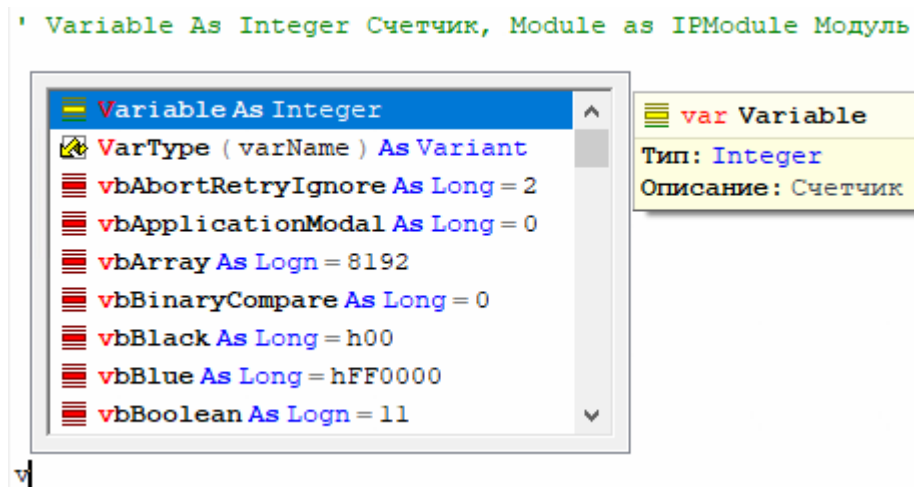 ' Variable As Integer Счетчик, Module as IPModule Модуль
Variable As Integer
VarType ( varName ) As Variant
vbAbortRetryIgnore As Long = 2
vbApplicationModal As Long = 0
vbArray As Logn = 8192
vbBinaryCompare As Long = 0
vbBlack As Long = h00
vbBlue As Long = hFF0000
vbBoolean As Logn = 11
var Variable
Тип: Integer
Описание: Счетчик
v